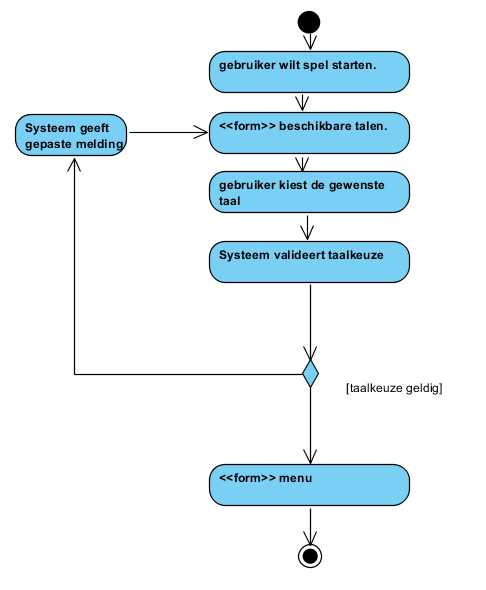 gebruiker wilt spel starten.
Systeem geeft
gepaste melding
<<form>> beschikbare talen.
gebruiker kiest de gewenste
taal
Systeem valideert taalkeuze
[taalkeuze geldig]
<<form>> menu